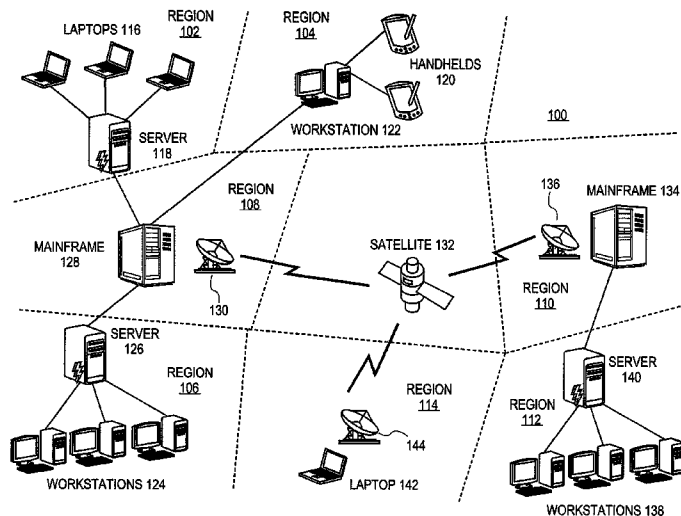 LAPTOPS 116
REGION
102
REGION
104
HANDHELDS
120
WORKSTATION 122
100
SERVER
118
REGION
108
136
MAINFRAME 134
MAINFRAME
128
SATELLITE 132
130
REGION
110
SERVER
126
REGION
106
REGION
114
SERVER
140
REGION
112
144
WORKSTATIONS 124
LAPTOP 142
WORKSTATIONS 138